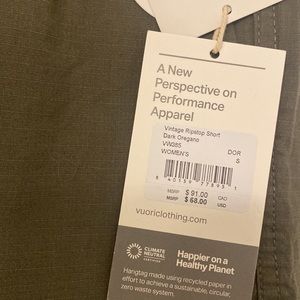 A New
Perspective on
Performance
Apparel
Vintage Ripstop Short
Dark Oregano DOR
VW385 S
WOMEN'S
MSRP $ 91.00 CAD
MSRP $ 68.00 USD
vuoriclothing.com
CLIMATE
NEUTRAL
CERTIFIED
Happier on a
Healthy Planet
Hangtag made using recycled paper in
effort to achieve a sustainable, circular,
zero waste system.